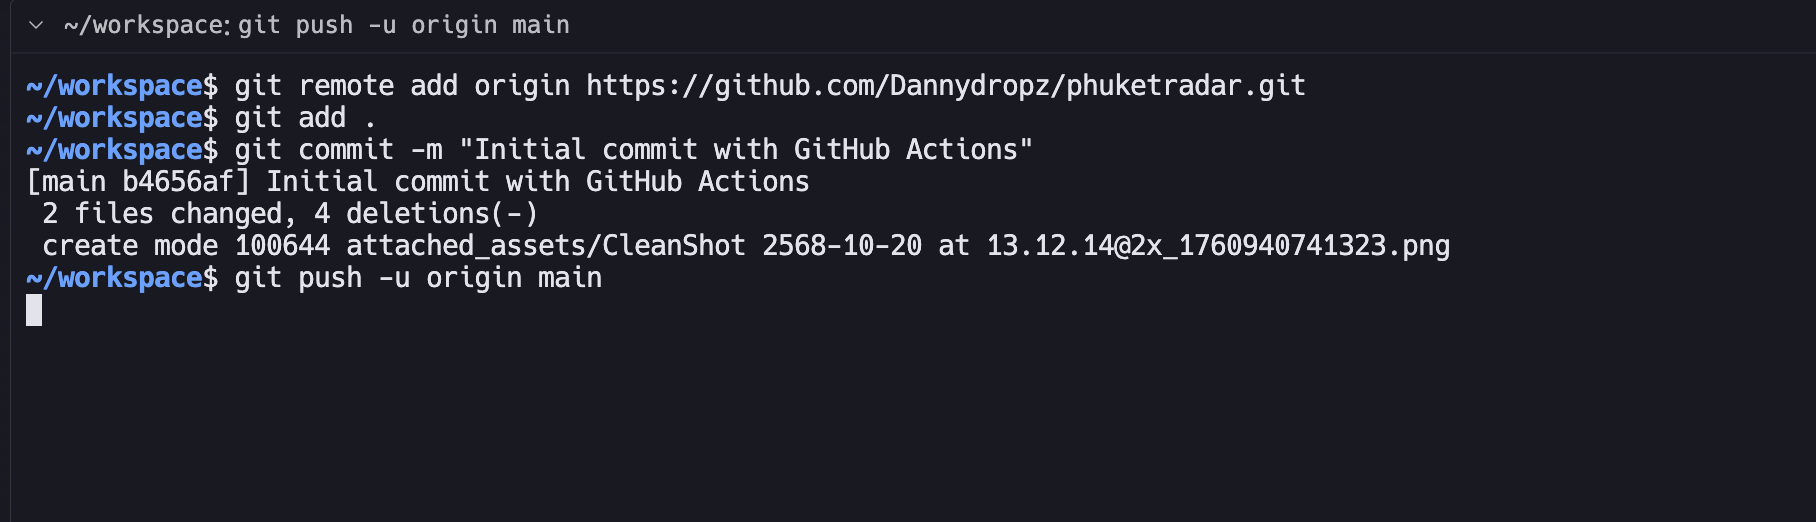 ~/workspace: git push -u origin main
~/workspace$ git remote add origin https://github.com/Dannydropz/phuketradar.git
~/workspace$ git add .
~/workspace$ git commit -m "Initial commit with GitHub Actions"
[main b4656af] Initial commit with GitHub Actions
 2 files changed, 4 deletions(-)
 create mode 100644 attached_assets/CleanShot 2568-10-20 at 13.12.14@2x_1760940741323.png
~/workspace$ git push -u origin main